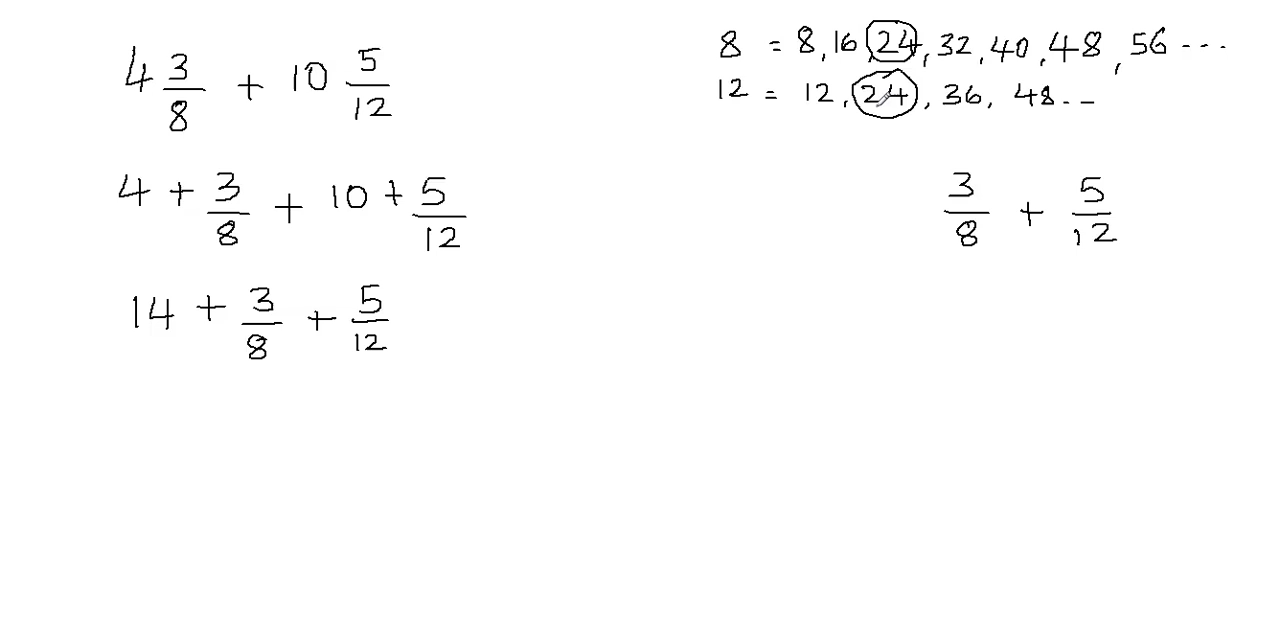 4 3/8 + 10 5/12
4 + 3/8 + 10 + 5/12
14 + 3/8 + 5/12
8 = 8, 16, 24, 32, 40, 48, 56 ---
12 = 12, 24, 36, 48 --
3/8 + 5/12